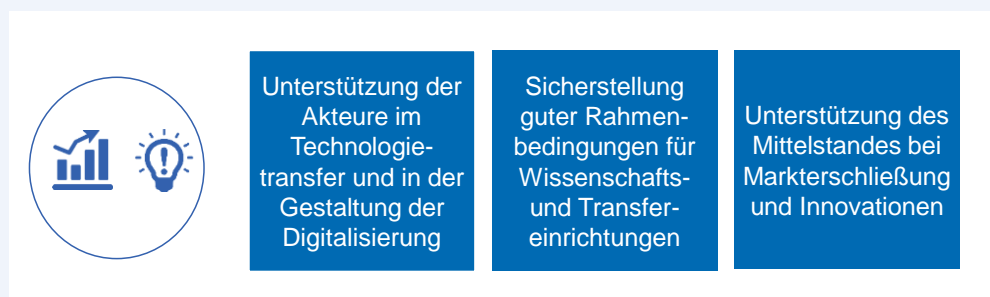 Unterstützung der
Akteure im
Technologie-
transfer und in der
Gestaltung der
Digitalisierung
Sicherstellung
guter Rahmen-
bedingungen für
Wissenschafts-
und Transfer-
einrichtungen
Unterstützung des
Mittelstandes bei
Markterschließung
und Innovationen